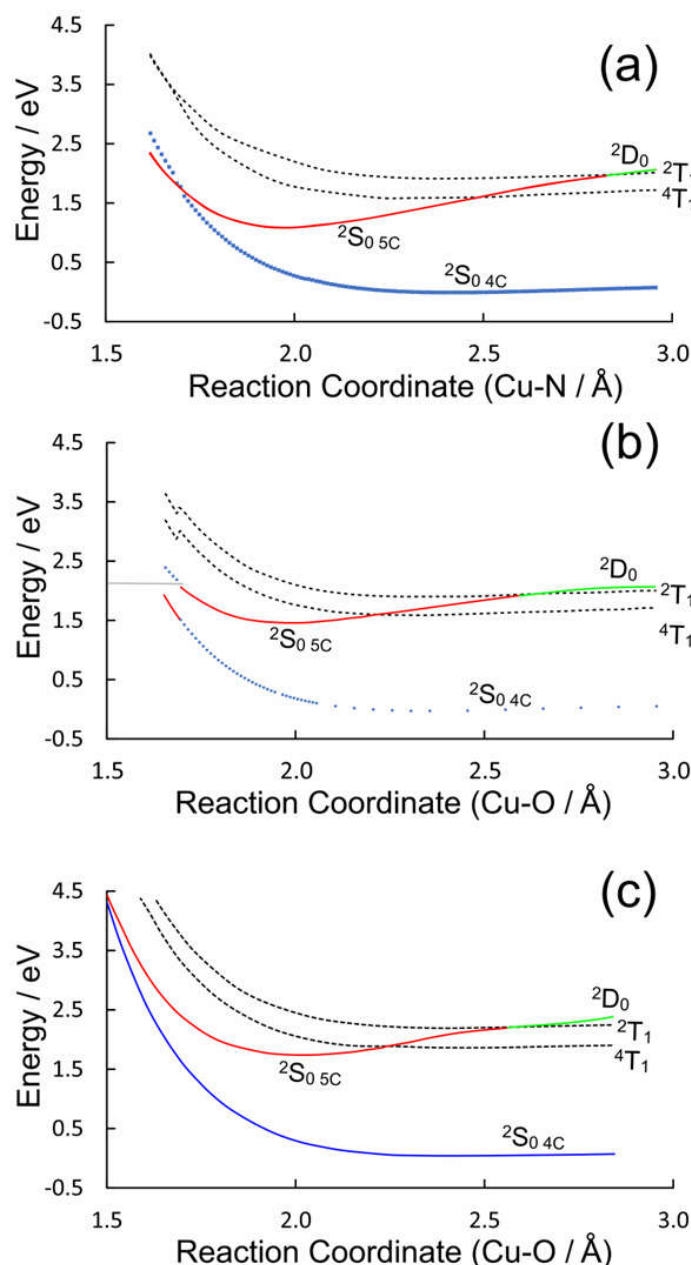 (a)
4.5
3.5
2.5
1.5
0.5
-0.5
Energy / eV
²D₀
²T₁
⁴T₁
²S₀ 5C
²S₀ 4C
1.5 2.0 2.5 3.0
Reaction Coordinate (Cu-N / Å)
(b)
4.5
3.5
2.5
1.5
0.5
-0.5
Energy / eV
²D₀
²T₁
⁴T₁
²S₀ 5C
²S₀ 4C
1.5 2.0 2.5 3.0
Reaction Coordinate (Cu-O / Å)
(c)
4.5
3.5
2.5
1.5
0.5
-0.5
Energy / eV
²D₀
²T₁
⁴T₁
²S₀ 5C
²S₀ 4C
1.5 2.0 2.5 3.0
Reaction Coordinate (Cu-O / Å)